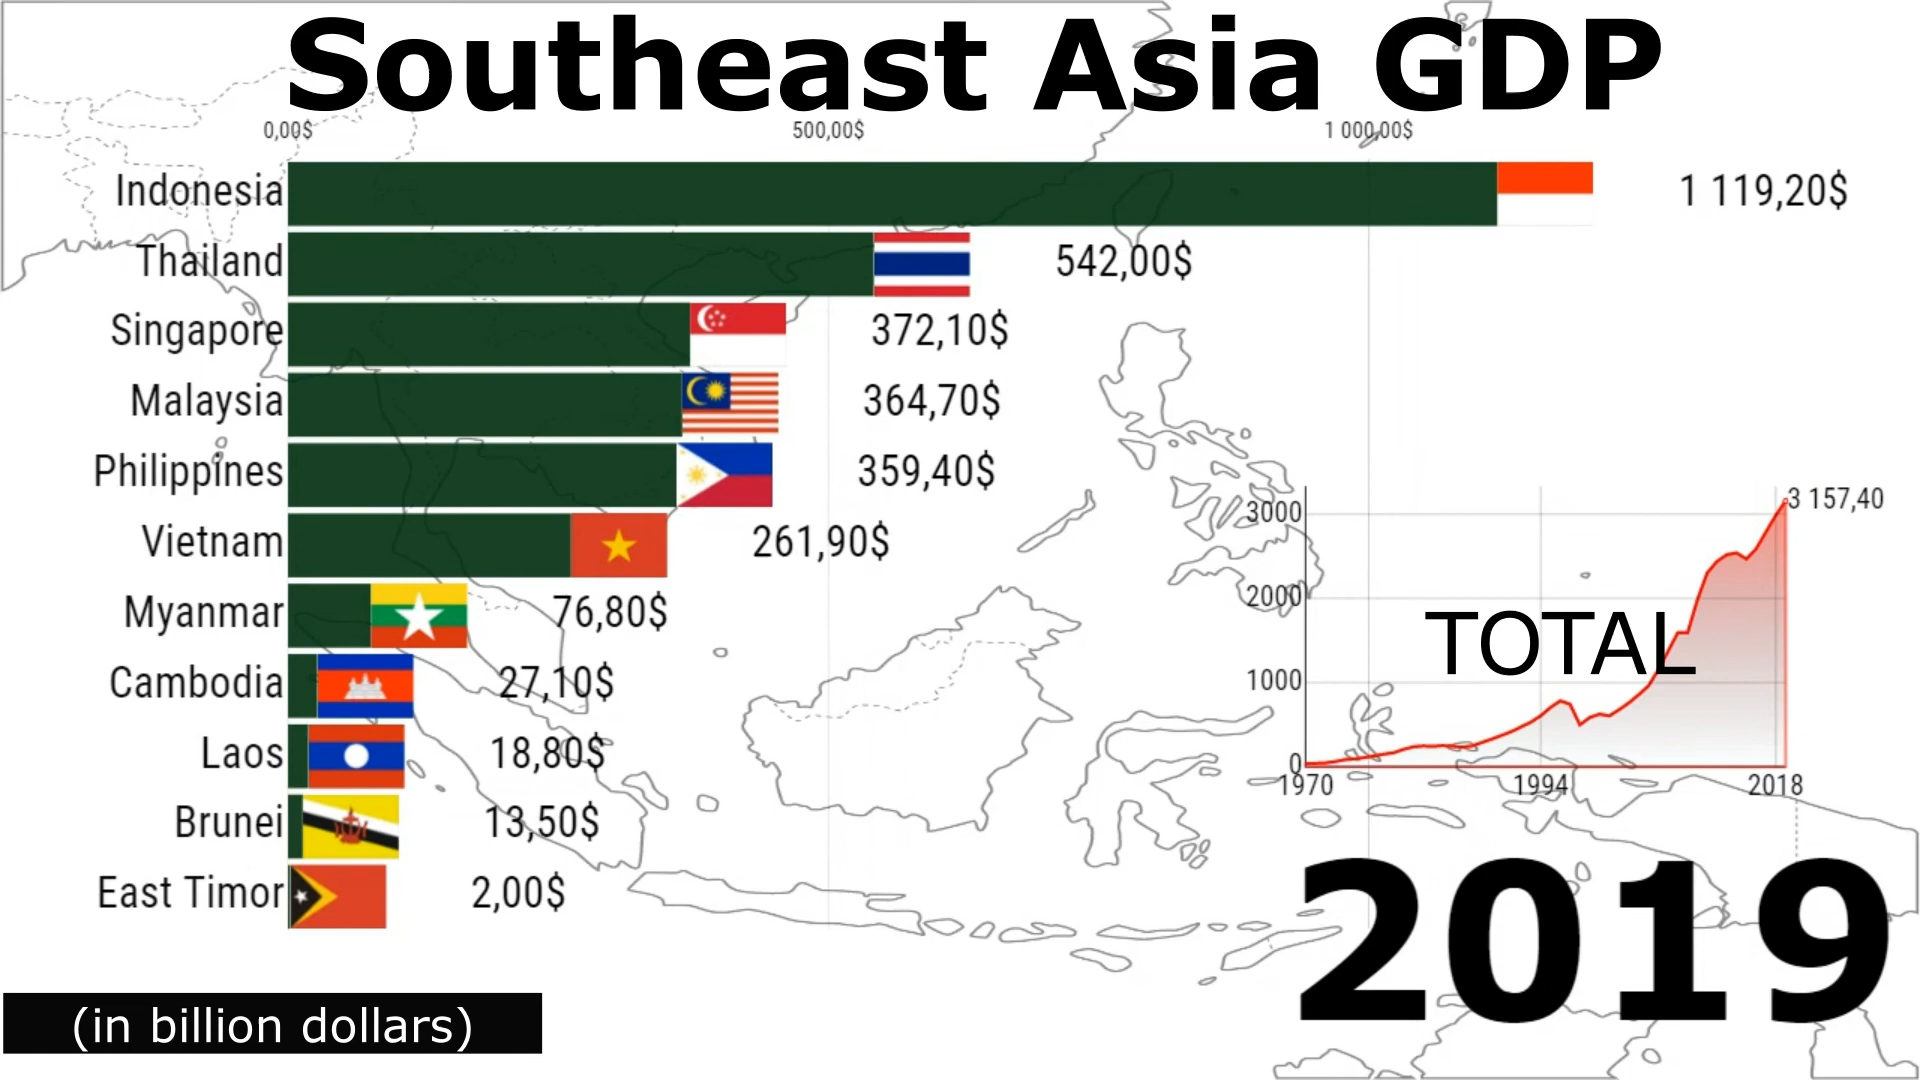 Southeast Asia GDP
0,00$ 500,00$ 1 000,00$
Indonesia 1 119,20$
Thailand 542,00$
Singapore 372,10$
Malaysia 364,70$
Philippines 359,40$
Vietnam 261,90$
Myanmar 76,80$
Cambodia 27,10$
Laos 18,80$
Brunei 13,50$
East Timor 2,00$
3 157,40
3000
2000
TOTAL
1000
0
1970 1994 2018
2019
(in billion dollars)